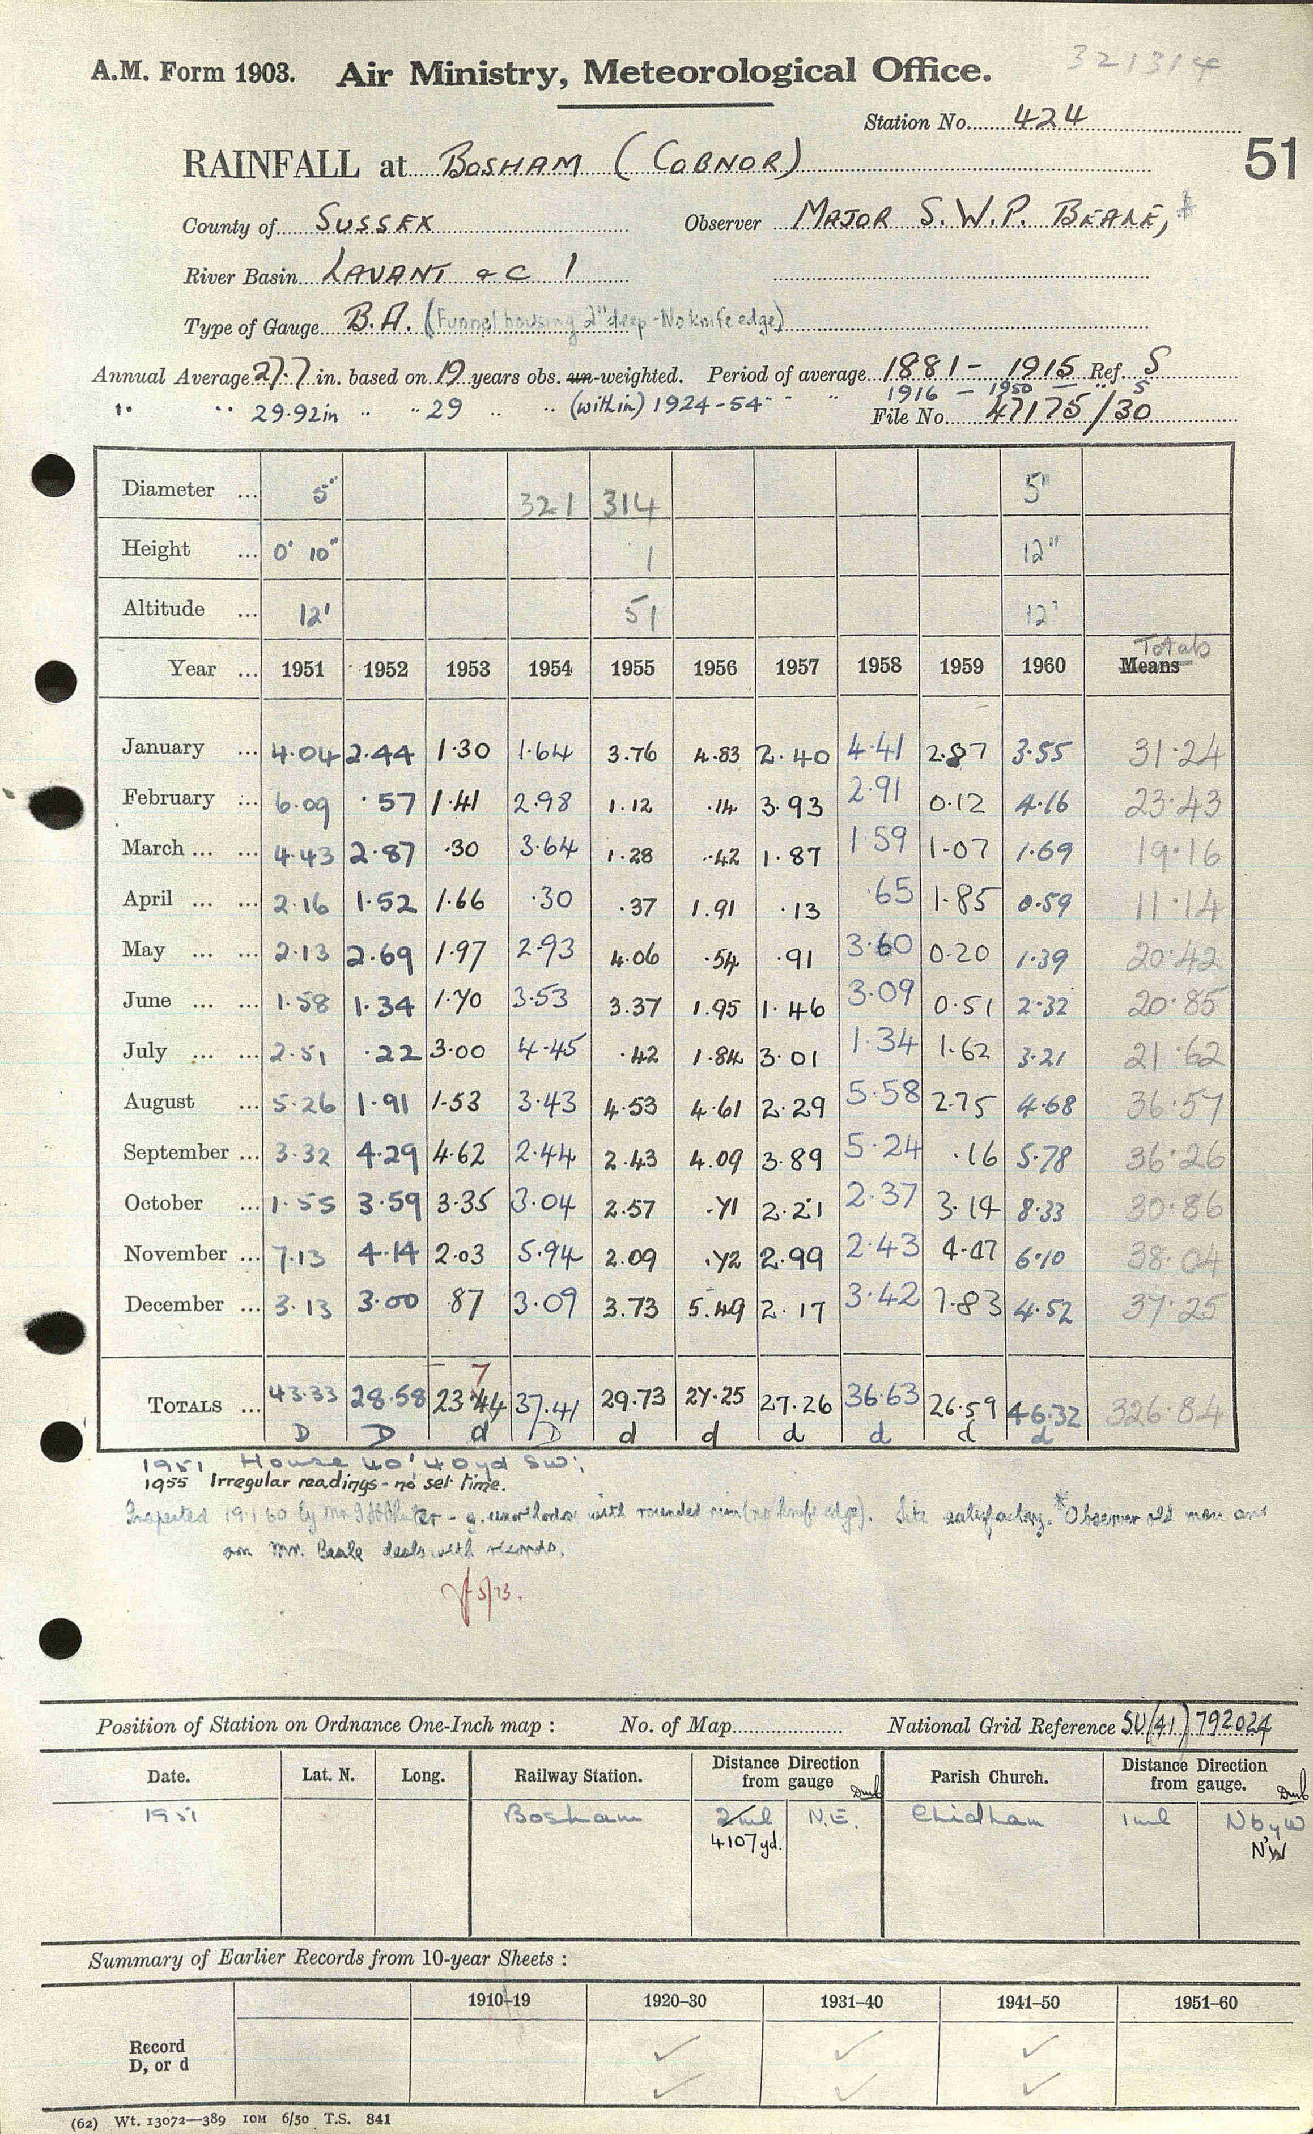 321314
A.M. Form 1903. Air Ministry, Meteorological Office.
Station No. 424
51
RAINFALL at BOSHAM (COBNOR)
County of SUSSEX Observer MAJOR S.W.P. BEALE, *
River Basin LAVANT &C 1
Type of Gauge B.A. (Funnel housing 2" deep - No knife edge)
Annual Average 27.7 in. based on 19 years obs. un-weighted. Period of average 1881 - 1915 Ref. S
" " 29.92in " " 29 " " (within) 1924-54 " " " 1916 - 1950 " S
File No. 47175/30
Diameter ... 5" 321 314 5"
Height ... 0' 10" 1 12"
Altitude ... 12' 51 12'
Year ... 1951 1952 1953 1954 1955 1956 1957 1958 1959 1960 Means Totals
January ... 4.04 2.44 1.30 1.64 3.76 4.83 2.40 4.41 2.87 3.55 31.24
February ... 6.09 .57 1.41 2.98 1.12 .14 3.93 2.91 0.12 4.16 23.43
March ... ... 4.43 2.87 .30 3.64 1.28 .42 1.87 1.59 1.07 1.69 19.16
April ... ... 2.16 1.52 1.66 .30 .37 1.91 .13 .65 1.85 0.59 11.14
May ... ... 2.13 2.69 1.97 2.93 4.06 .54 .91 3.60 0.20 1.39 20.42
June ... ... 1.58 1.34 1.70 3.53 3.37 1.95 1.46 3.09 0.51 2.32 20.85
July ... ... 2.51 .22 3.00 4.45 .42 1.84 3.01 1.34 1.62 3.21 21.62
August ... 5.26 1.91 1.53 3.43 4.53 4.61 2.29 5.58 2.75 4.68 36.57
September ... 3.32 4.29 4.62 2.44 2.43 4.09 3.89 5.24 .16 5.78 36.26
October ... 1.55 3.59 3.35 3.04 2.57 .71 2.21 2.37 3.14 8.33 30.86
November ... 7.13 4.14 2.03 5.94 2.09 .72 2.99 2.43 4.47 6.10 38.04
December ... 3.13 3.00 .87 3.09 3.73 5.49 2.17 3.42 7.83 4.52 37.25
7
TOTALS ... 43.33 28.58 23.44 37.41 29.73 27.25 27.26 36.63 26.59 46.32 326.84
D D d D d d d d d d
1951 House 40' 40yd SW;
1955 Irregular readings - no set time.
Inspected 19.1.60 by Mr. - g. with rounded rim (no knife edge). Site satisfactory. *Observer old man and
son Mr. Beale deals with records.
5/73.
Position of Station on Ordnance One-Inch map : No. of Map National Grid Reference SU(41) 792024
Date. Lat. N. Long. Railway Station. Distance Direction from gauge Parish Church. Distance Direction from gauge.
1951 Bosham 2ml N.E. Chidham 1ml N by W
4107yd. NW
Summary of Earlier Records from 10-year Sheets :
1910-19 1920-30 1931-40 1941-50 1951-60
Record
D, or d
(62) Wt. 13072—389 10M 6/50 T.S. 841